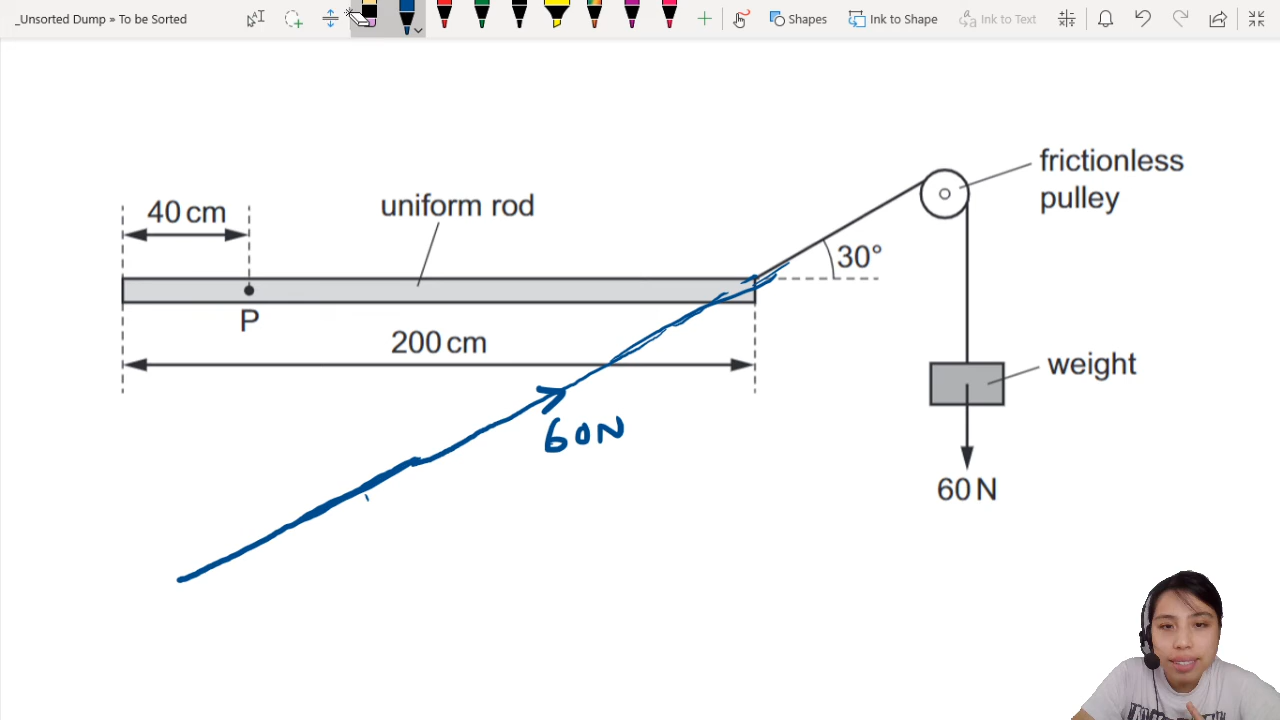 _Unsorted Dump » To be Sorted
Shapes
Ink to Shape
Ink to Text
frictionless
pulley
40 cm
uniform rod
30°
P
200 cm
weight
60N
60 N